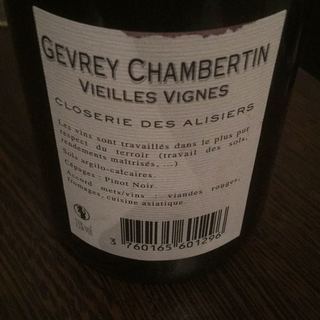 GEVREY CHAMBERTIN
VIEILLES VIGNES
CLOSERIE DES ALISIERS
Les vins sont travaillés dans le plus pur
respect du terroir (travail des sols,
rendements maîtrisés, ...)
Sols argilo-calcaires.
Cépages : Pinot Noir.
Accord mets/vins : viandes rouges,
fromages, cuisine asiatique.
3 760165 601296